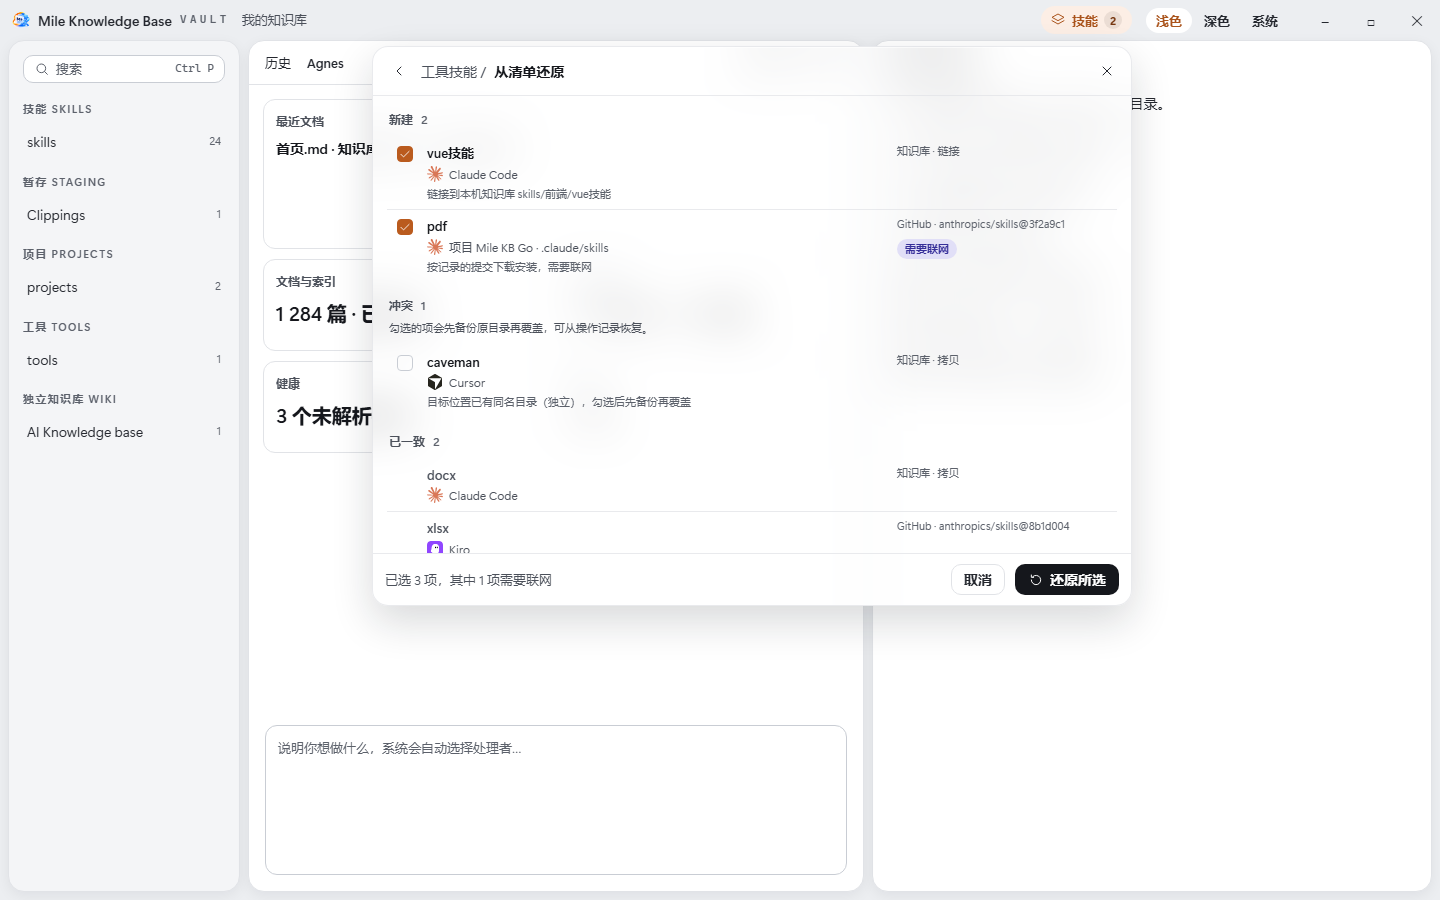 Mile Knowledge Base VAULT 我的知识库
技能 2 浅色 深色 系统
搜索 Ctrl P
技能 SKILLS
skills 24
暂存 STAGING
Clippings 1
项目 PROJECTS
projects 2
工具 TOOLS
tools 1
独立知识库 WIKI
AI Knowledge base 1
历史 Agnes
最近文档
首页.md · 知识库
文档与索引
1 284 篇 · 已
健康
3 个未解析
说明你想做什么，系统会自动选择处理者...
目录。
工具技能 / 从清单还原
新建 2
vue技能
Claude Code
链接到本机知识库 skills/前端/vue技能
知识库 · 链接
pdf
项目 Mile KB Go · .claude/skills
按记录的提交下载安装，需要联网
GitHub · anthropics/skills@3f2a9c1
需要联网
冲突 1
勾选的项会先备份原目录再覆盖，可从操作记录恢复。
caveman
Cursor
目标位置已有同名目录（独立），勾选后先备份再覆盖
知识库 · 拷贝
已一致 2
docx
Claude Code
知识库 · 拷贝
xlsx
Kiro
GitHub · anthropics/skills@8b1d004
已选 3 项，其中 1 项需要联网
取消 还原所选